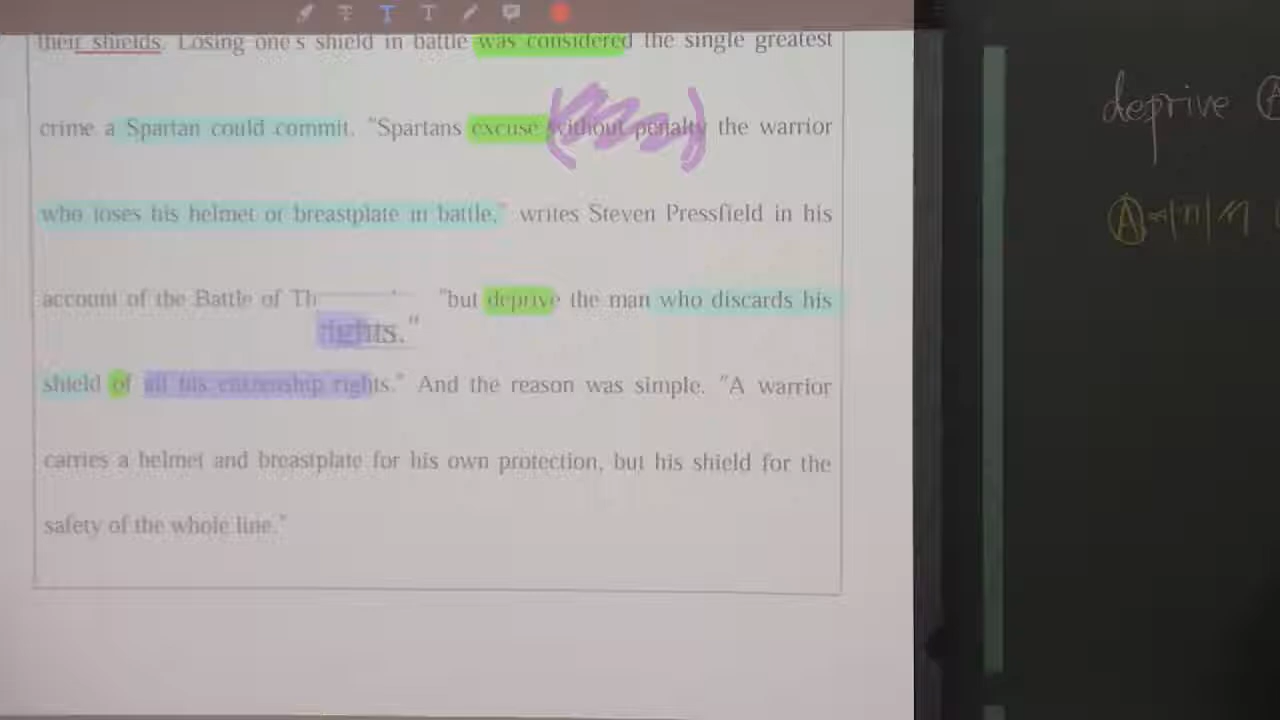 their shields. Losing one's shield in battle was considered the single greatest
crime a Spartan could commit. "Spartans excuse without penalty the warrior
who loses his helmet or breastplate in battle," writes Steven Pressfield in his
account of the Battle of Th "but deprive the man who discards his
rights."
shield of all his citizenship rights." And the reason was simple. "A warrior
carries a helmet and breastplate for his own protection, but his shield for the
safety of the whole line."
deprive Ⓐ
Ⓐ